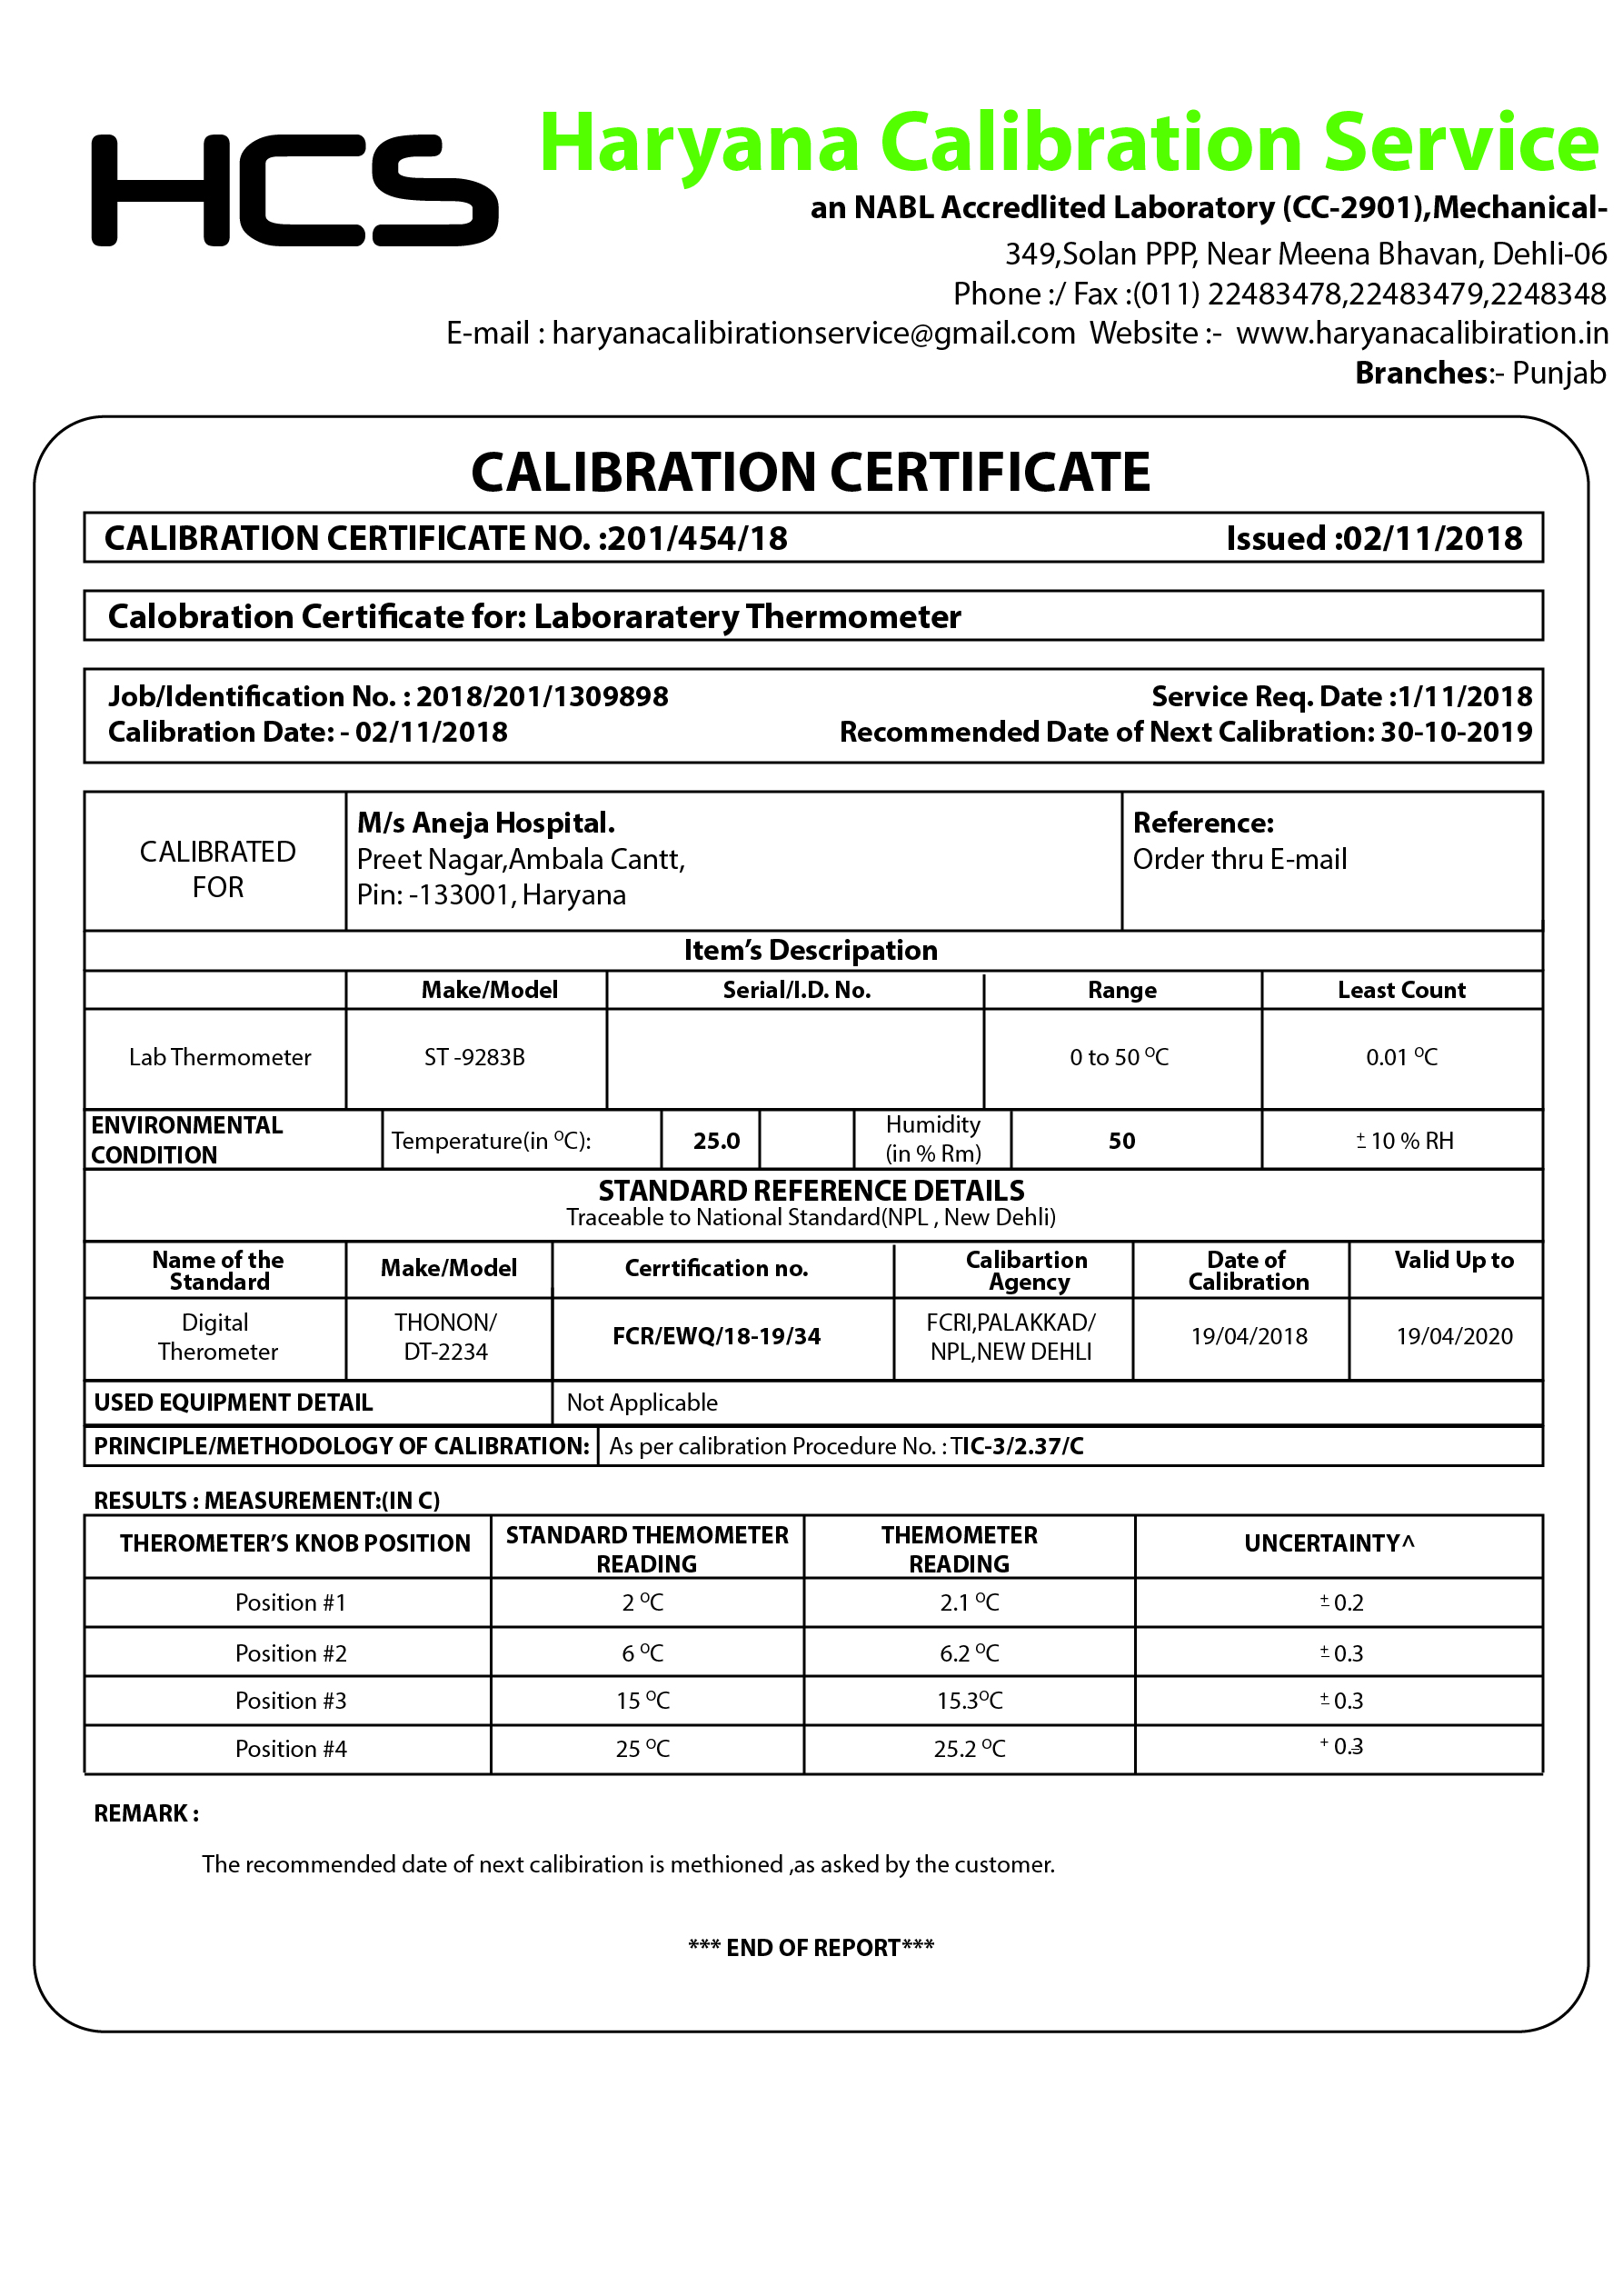 HCS
Haryana Calibration Service
an NABL Accredlited Laboratory (CC-2901),Mechanical-
349,Solan PPP, Near Meena Bhavan, Dehli-06
Phone :/ Fax :(011) 22483478,22483479,2248348
E-mail : haryanacalibirationservice@gmail.com Website :- www.haryanacalibiration.in
Branches:- Punjab
CALIBRATION CERTIFICATE
CALIBRATION CERTIFICATE NO. :201/454/18 Issued :02/11/2018
Calobration Certificate for: Laboraratery Thermometer
Job/Identification No. : 2018/201/1309898 Service Req. Date :1/11/2018
Calibration Date: - 02/11/2018 Recommended Date of Next Calibration: 30-10-2019
CALIBRATED
FOR
M/s Aneja Hospital.
Preet Nagar,Ambala Cantt,
Pin: -133001, Haryana
Reference:
Order thru E-mail
Item’s Descripation
Make/Model Serial/I.D. No. Range Least Count
Lab Thermometer ST -9283B 0 to 50 ᴼC 0.01 ᴼC
ENVIRONMENTAL
CONDITION
Temperature(in ᴼC): 25.0
Humidity
(in % Rm)
50 ± 10 % RH
STANDARD REFERENCE DETAILS
Traceable to National Standard(NPL , New Dehli)
Name of the
Standard
Make/Model
Cerrtification no.
Calibartion
Agency
Date of
Calibration
Valid Up to
Digital
Therometer
THONON/
DT-2234
FCR/EWQ/18-19/34
FCRI,PALAKKAD/
NPL,NEW DEHLI
19/04/2018
19/04/2020
USED EQUIPMENT DETAIL Not Applicable
PRINCIPLE/METHODOLOGY OF CALIBRATION: As per calibration Procedure No. : TIC-3/2.37/C
RESULTS : MEASUREMENT:(IN C)
THEROMETER’S KNOB POSITION
STANDARD THEMOMETER
READING
THEMOMETER
READING
UNCERTAINTY^
Position #1 2 ᴼC 2.1 ᴼC ± 0.2
Position #2 6 ᴼC 6.2 ᴼC ± 0.3
Position #3 15 ᴼC 15.3ᴼC ± 0.3
Position #4 25 ᴼC 25.2 ᴼC + 0.3
REMARK :
The recommended date of next calibiration is methioned ,as asked by the customer.
*** END OF REPORT***